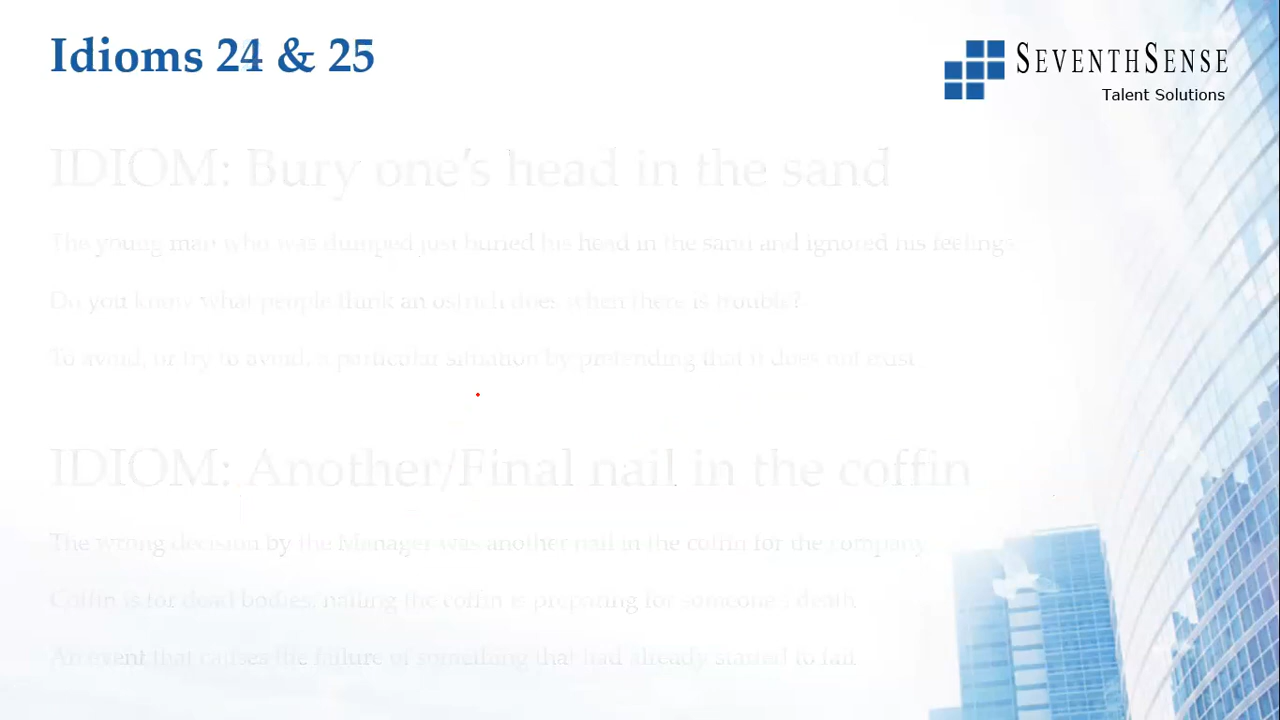 Idioms 24 & 25
SEVENTHSENSE
Talent Solutions
IDIOM: Bury one's head in the sand
The young man who was dumped just buried his head in the sand and ignored his feelings.
Do you know what people think an ostrich does when there is trouble?
To avoid, or try to avoid, a particular situation by pretending that it does not exist
IDIOM: Another/Final nail in the coffin
The wrong decision by the Manager was another nail in the coffin for the company
Coffin is for dead bodies, nailing the coffin is preparing for someone's death
An event that causes the failure of something that had already started to fail